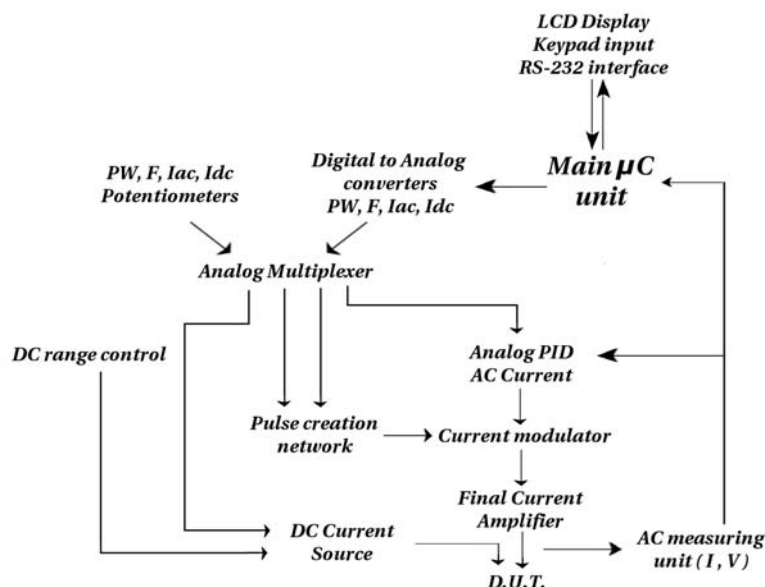 LCD Display
Keypad input
RS-232 interface
Main μC
unit
Digital to Analog
converters
PW, F, Iac, Idc
PW, F, Iac, Idc
Potentiometers
Analog Multiplexer
DC range control
Analog PID
AC Current
Pulse creation
network
Current modulator
Final Current
Amplifier
DC Current
Source
AC measuring
unit ( I , V )
D.U.T.